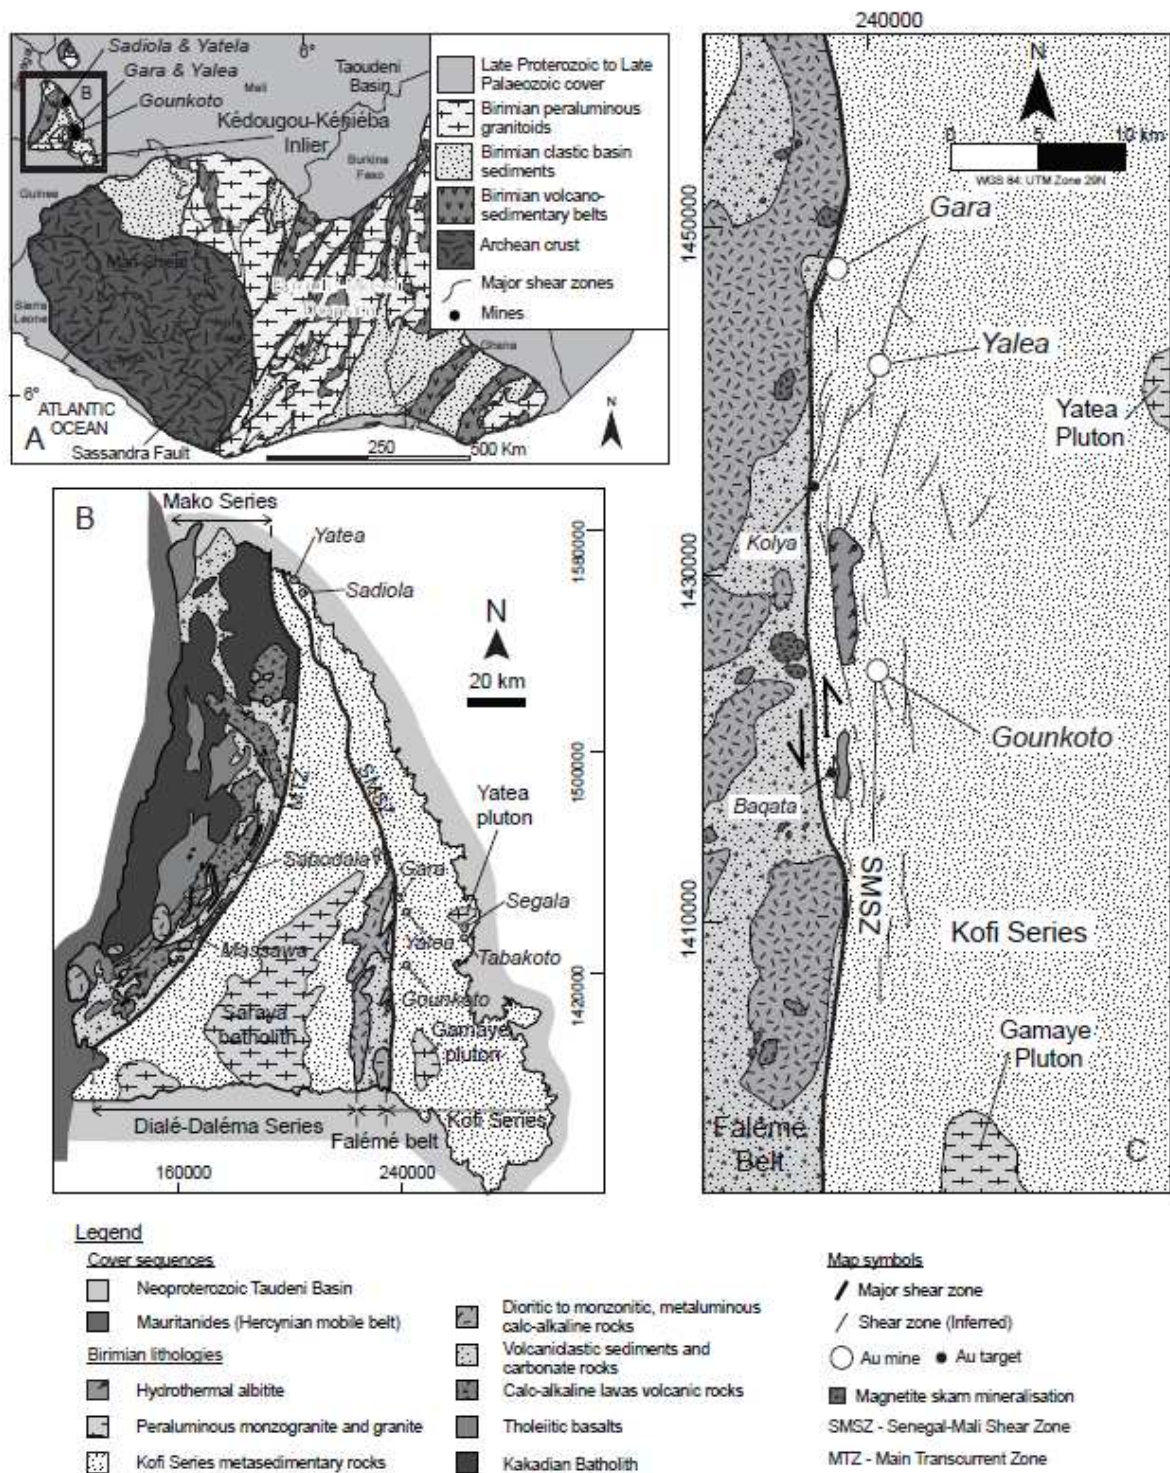 Sadiola & Yatela
Gara & Yalea
Gounkoto
B
6°
Mali
Taoudeni
Basin
Kédougou-Kéniéba
Inlier
Burkina
Faso
Guinea
Man Shield
Sierra
Leone
Ghana
6°
ATLANTIC
OCEAN
A
Sassandra Fault
N
250
500 Km
Late Proterozoic to Late
Palaeozoic cover
Birimian peraluminous
granitoids
Birimian clastic basin
sediments
Birimian volcano-
sedimentary belts
Archean crust
Major shear zones
Mines
B
Mako Series
Yatea
Sadiola
N
20 km
1580000
1500000
1420000
MTZ
SMSZ
Yatea
pluton
Sabodala
Gara
Segala
Massawa
Yalea
Tabakoto
Gounkoto
Saraya
batholith
Gamaye
pluton
Dialé-Daléma Series
Falémé belt
Kofi Series
160000
240000
240000
N
0
5
10 km
WGS 84: UTM Zone 29N
Gara
1450000
Yalea
Yatea
Pluton
Kolya
1430000
Gounkoto
Baqata
SMSZ
1410000
Kofi Series
Gamaye
Pluton
Falémé
Belt
C
Legend
Cover sequences
Neoproterozoic Taudeni Basin
Mauritanides (Hercynian mobile belt)
Birimian lithologies
Hydrothermal albitite
Peraluminous monzogranite and granite
Kofi Series metasedimentary rocks
Dioritic to monzonitic, metaluminous
calc-alkaline rocks
Volcaniclastic sediments and
carbonate rocks
Calc-alkaline lavas volcanic rocks
Tholeiitic basalts
Kakadian Batholith
Map symbols
Major shear zone
Shear zone (Inferred)
Au mine
Au target
Magnetite skarn mineralisation
SMSZ - Senegal-Mali Shear Zone
MTZ - Main Transcurrent Zone